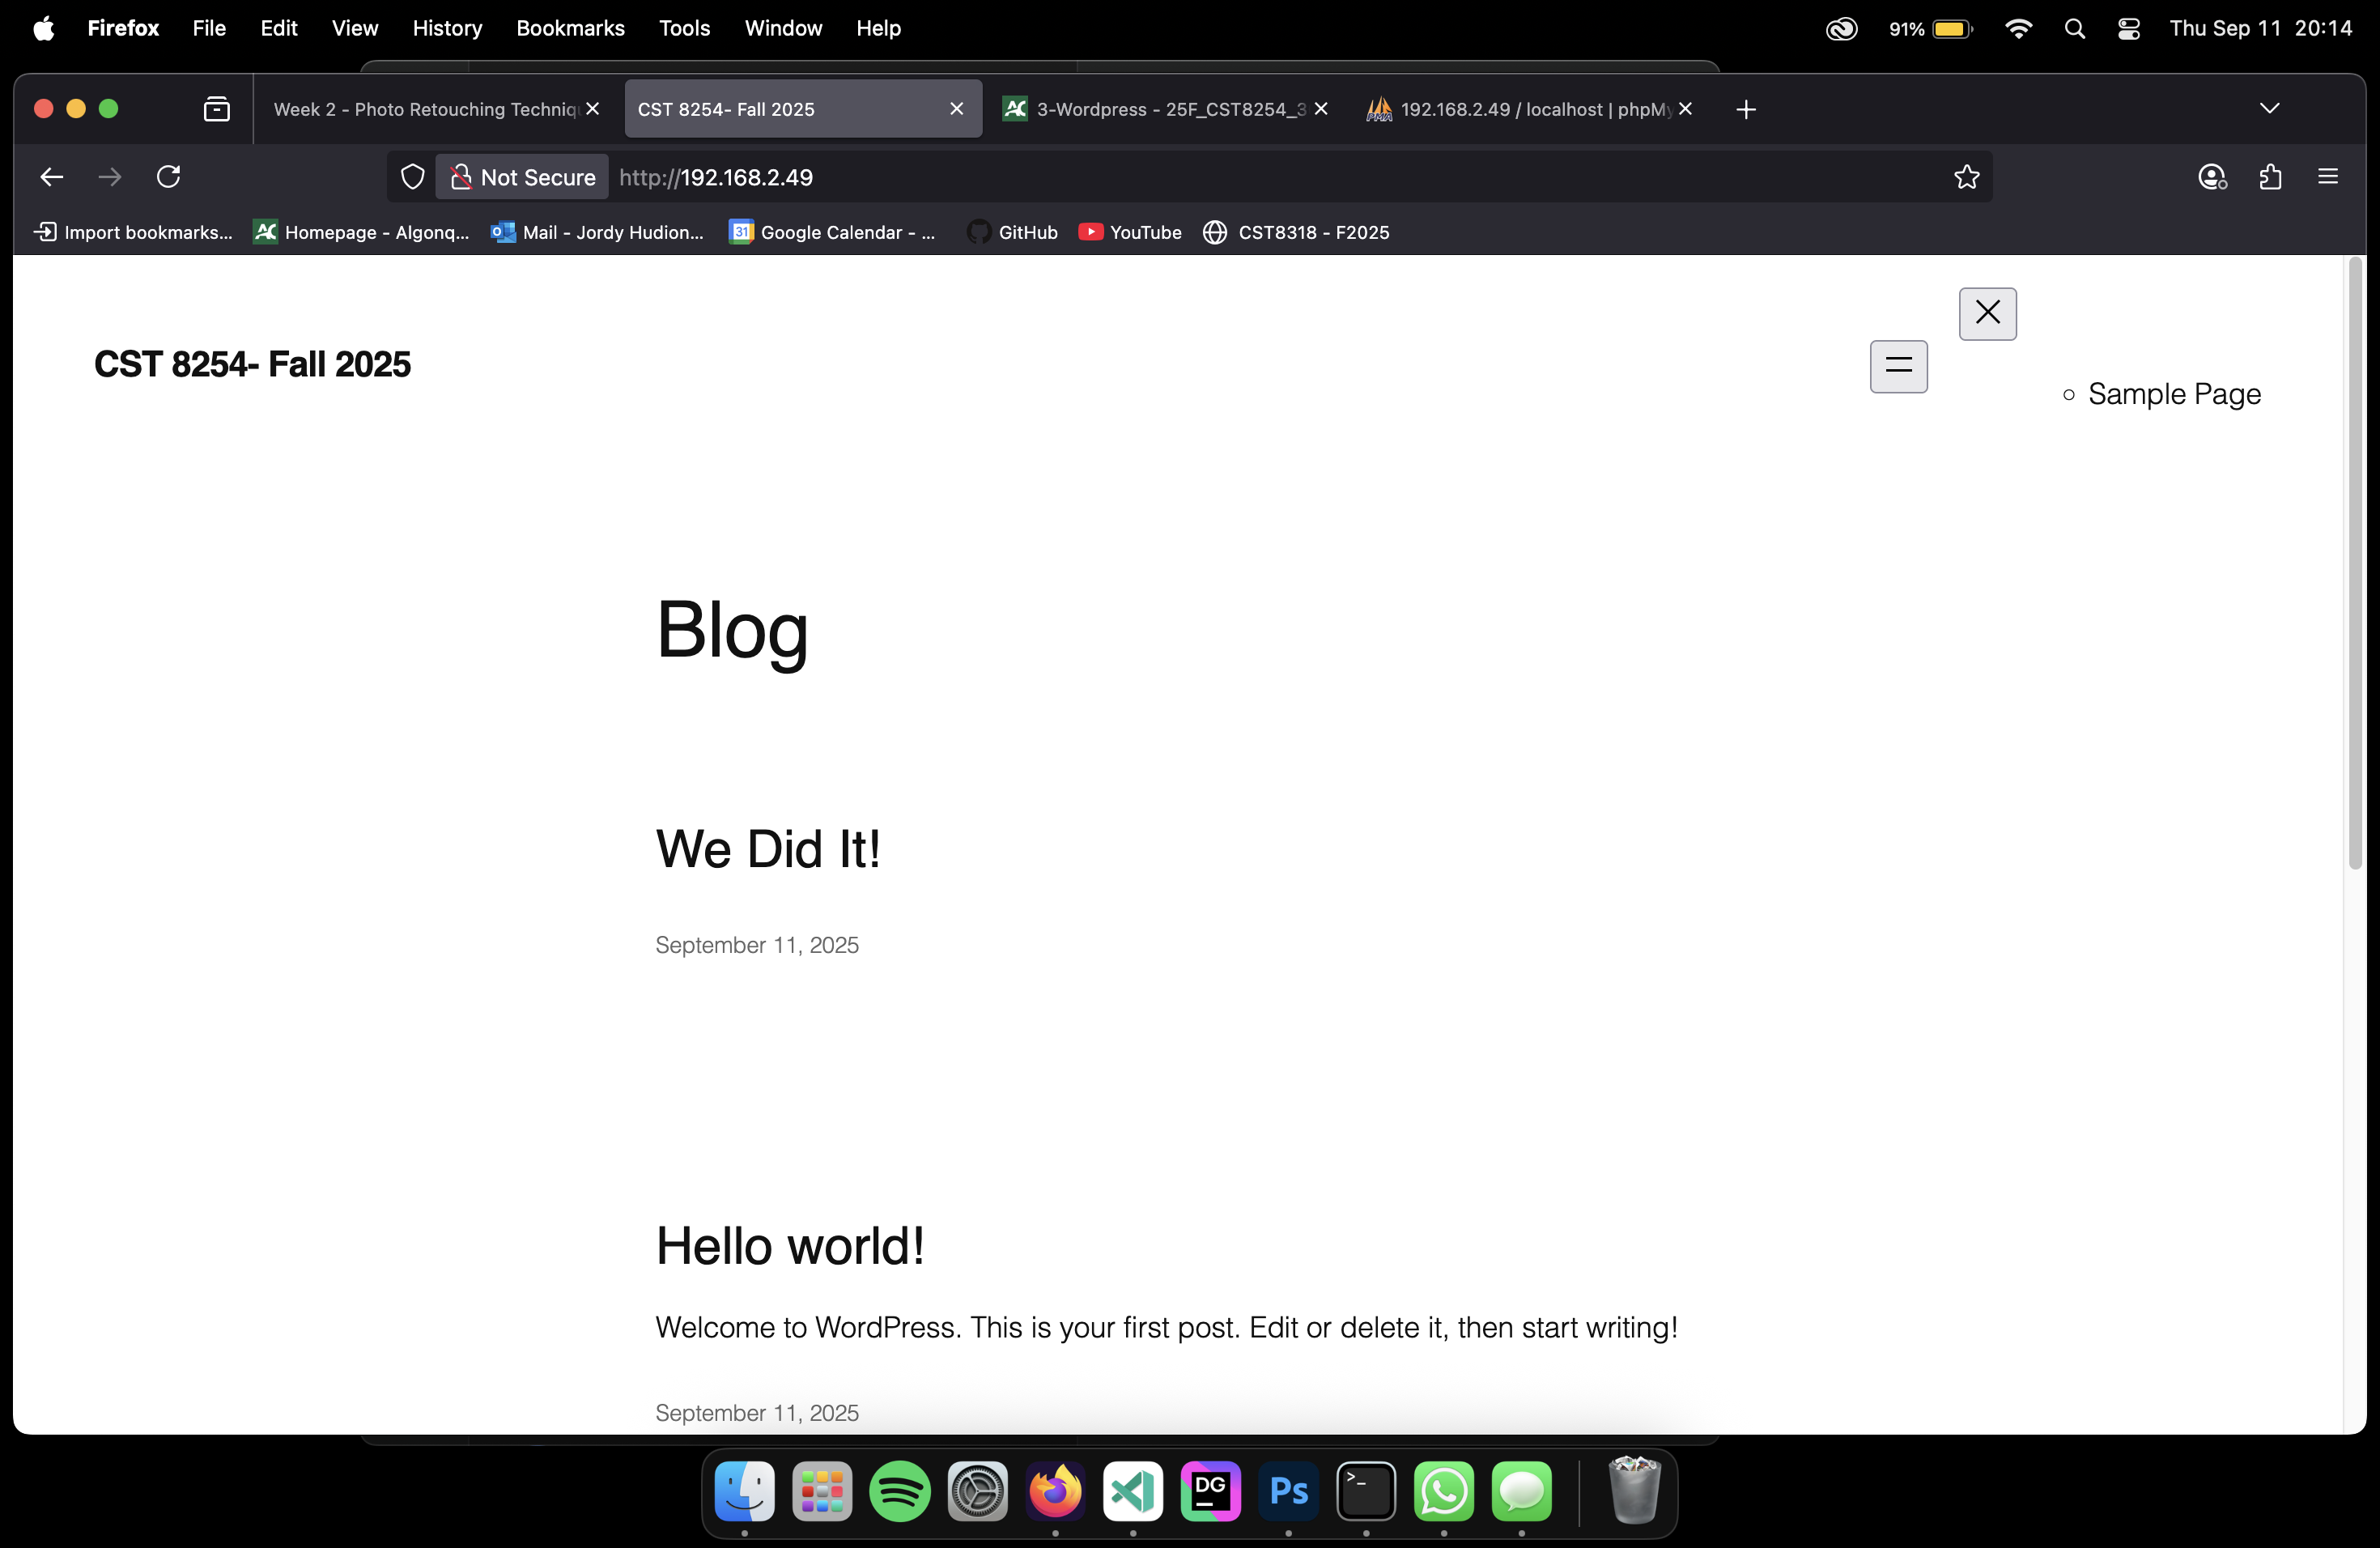 Firefox File Edit View History Bookmarks Tools Window Help 91% Thu Sep 11 20:14
Week 2 - Photo Retouching Techniq CST 8254- Fall 2025 3-Wordpress - 25F_CST8254_3 192.168.2.49 / localhost | phpMy
Not Secure http://192.168.2.49
Import bookmarks... Homepage - Algonq... Mail - Jordy Hudion... 31 Google Calendar - ... GitHub YouTube CST8318 - F2025
CST 8254- Fall 2025
Sample Page
Blog
We Did It!
September 11, 2025
Hello world!
Welcome to WordPress. This is your first post. Edit or delete it, then start writing!
September 11, 2025
DG Ps